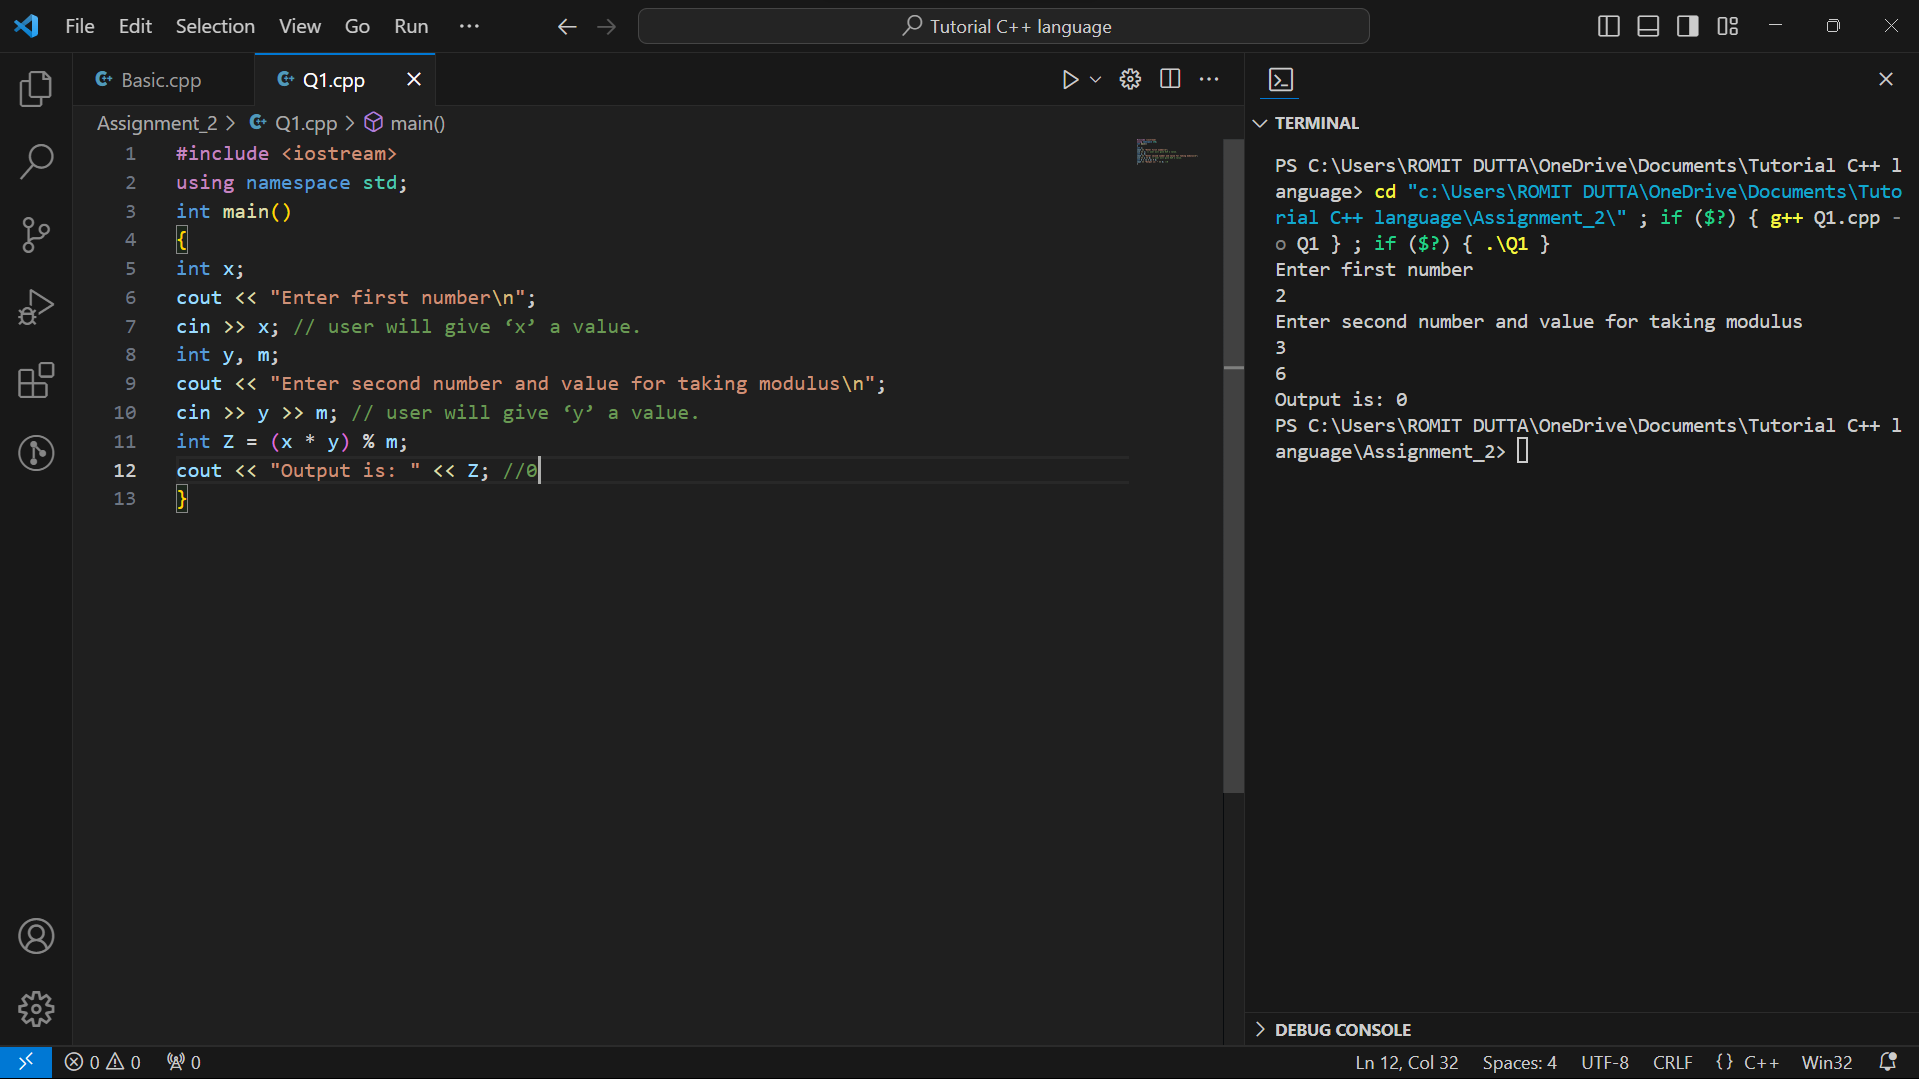 File Edit Selection View Go Run ··· Tutorial C++ language
Basic.cpp Q1.cpp
Assignment_2 > Q1.cpp > main()
1 #include <iostream>
2 using namespace std;
3 int main()
4 {
5 int x;
6 cout << "Enter first number\n";
7 cin >> x; // user will give ‘x’ a value.
8 int y, m;
9 cout << "Enter second number and value for taking modulus\n";
10 cin >> y >> m; // user will give ‘y’ a value.
11 int Z = (x * y) % m;
12 cout << "Output is: " << Z; //0
13 }
TERMINAL
PS C:\Users\ROMIT DUTTA\OneDrive\Documents\Tutorial C++ l
anguage> cd "c:\Users\ROMIT DUTTA\OneDrive\Documents\Tuto
rial C++ language\Assignment_2\" ; if ($?) { g++ Q1.cpp -
o Q1 } ; if ($?) { .\Q1 }
Enter first number
2
Enter second number and value for taking modulus
3
6
Output is: 0
PS C:\Users\ROMIT DUTTA\OneDrive\Documents\Tutorial C++ l
anguage\Assignment_2>
DEBUG CONSOLE
0 0 0 Ln 12, Col 32 Spaces: 4 UTF-8 CRLF {} C++ Win32